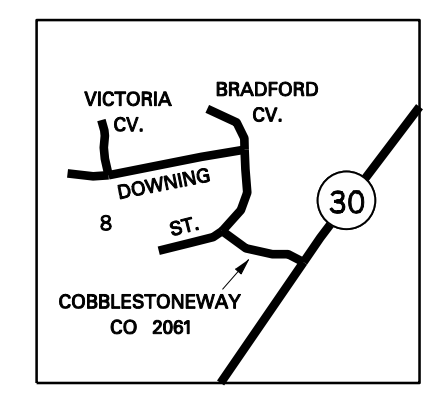 BRADFORD
CV.
VICTORIA
CV.
DOWNING
ST.
30
8
COBBLESTONEWAY
CO 2061